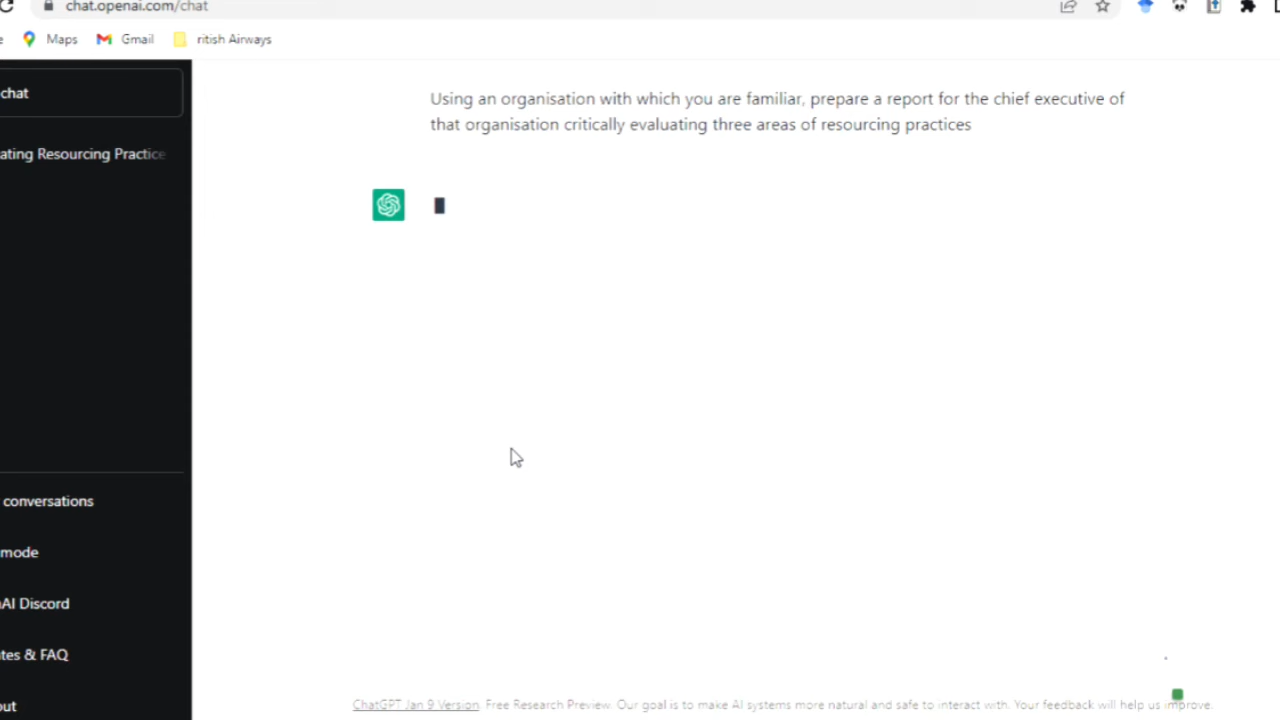 chat.openai.com/chat
Maps Gmail ritish Airways
chat
ating Resourcing Practice
Using an organisation with which you are familiar, prepare a report for the chief executive of
that organisation critically evaluating three areas of resourcing practices
conversations
mode
AI Discord
tes & FAQ
out
ChatGPT Jan 9 Version. Free Research Preview. Our goal is to make AI systems more natural and safe to interact with. Your feedback will help us improve.